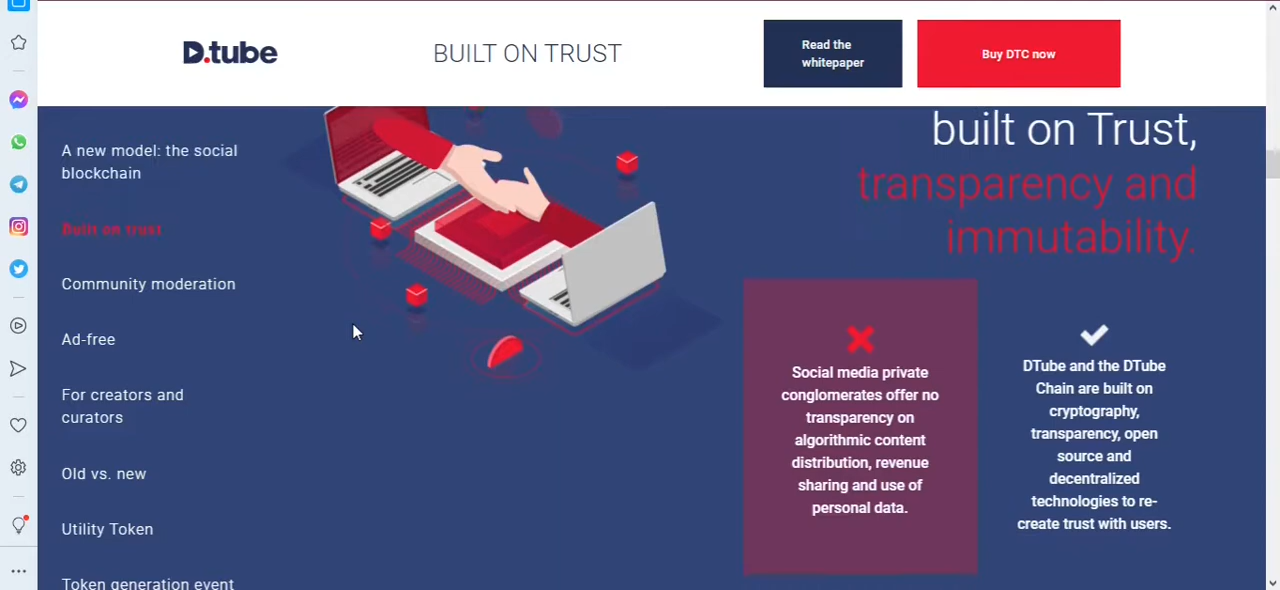 D.tube
BUILT ON TRUST
Read the
whitepaper
Buy DTC now
A new model: the social
blockchain
Built on trust
Community moderation
Ad-free
For creators and
curators
Old vs. new
Utility Token
Token generation event
built on Trust,
transparency and
immutability.
Social media private
conglomerates offer no
transparency on
algorithmic content
distribution, revenue
sharing and use of
personal data.
DTube and the DTube
Chain are built on
cryptography,
transparency, open
source and
decentralized
technologies to re-
create trust with users.